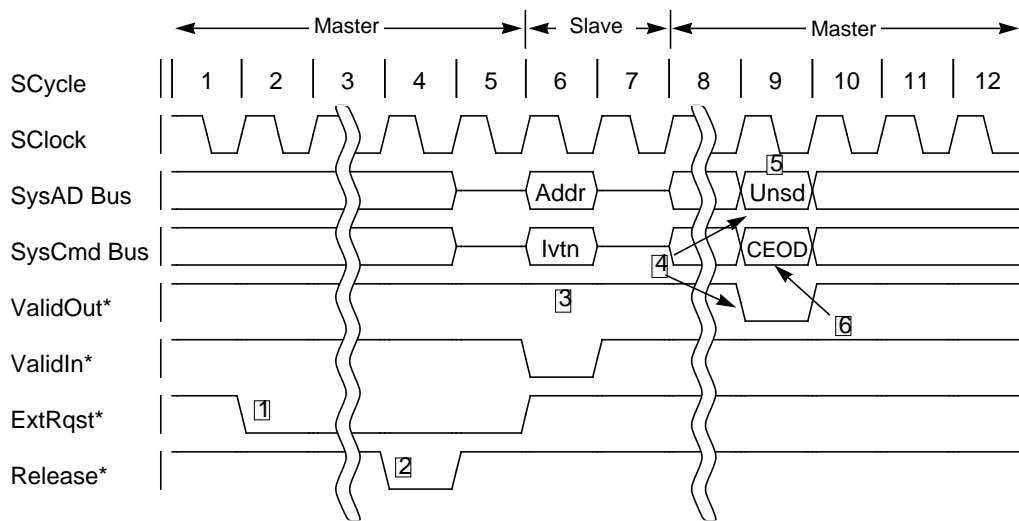 Master Slave Master
SCycle 1 2 3 4 5 6 7 8 9 10 11 12
SClock
5
SysAD Bus Addr Unsd
SysCmd Bus Ivtn CEOD
4
ValidOut* 3
6
ValidIn*
ExtRqst* 1
Release* 2